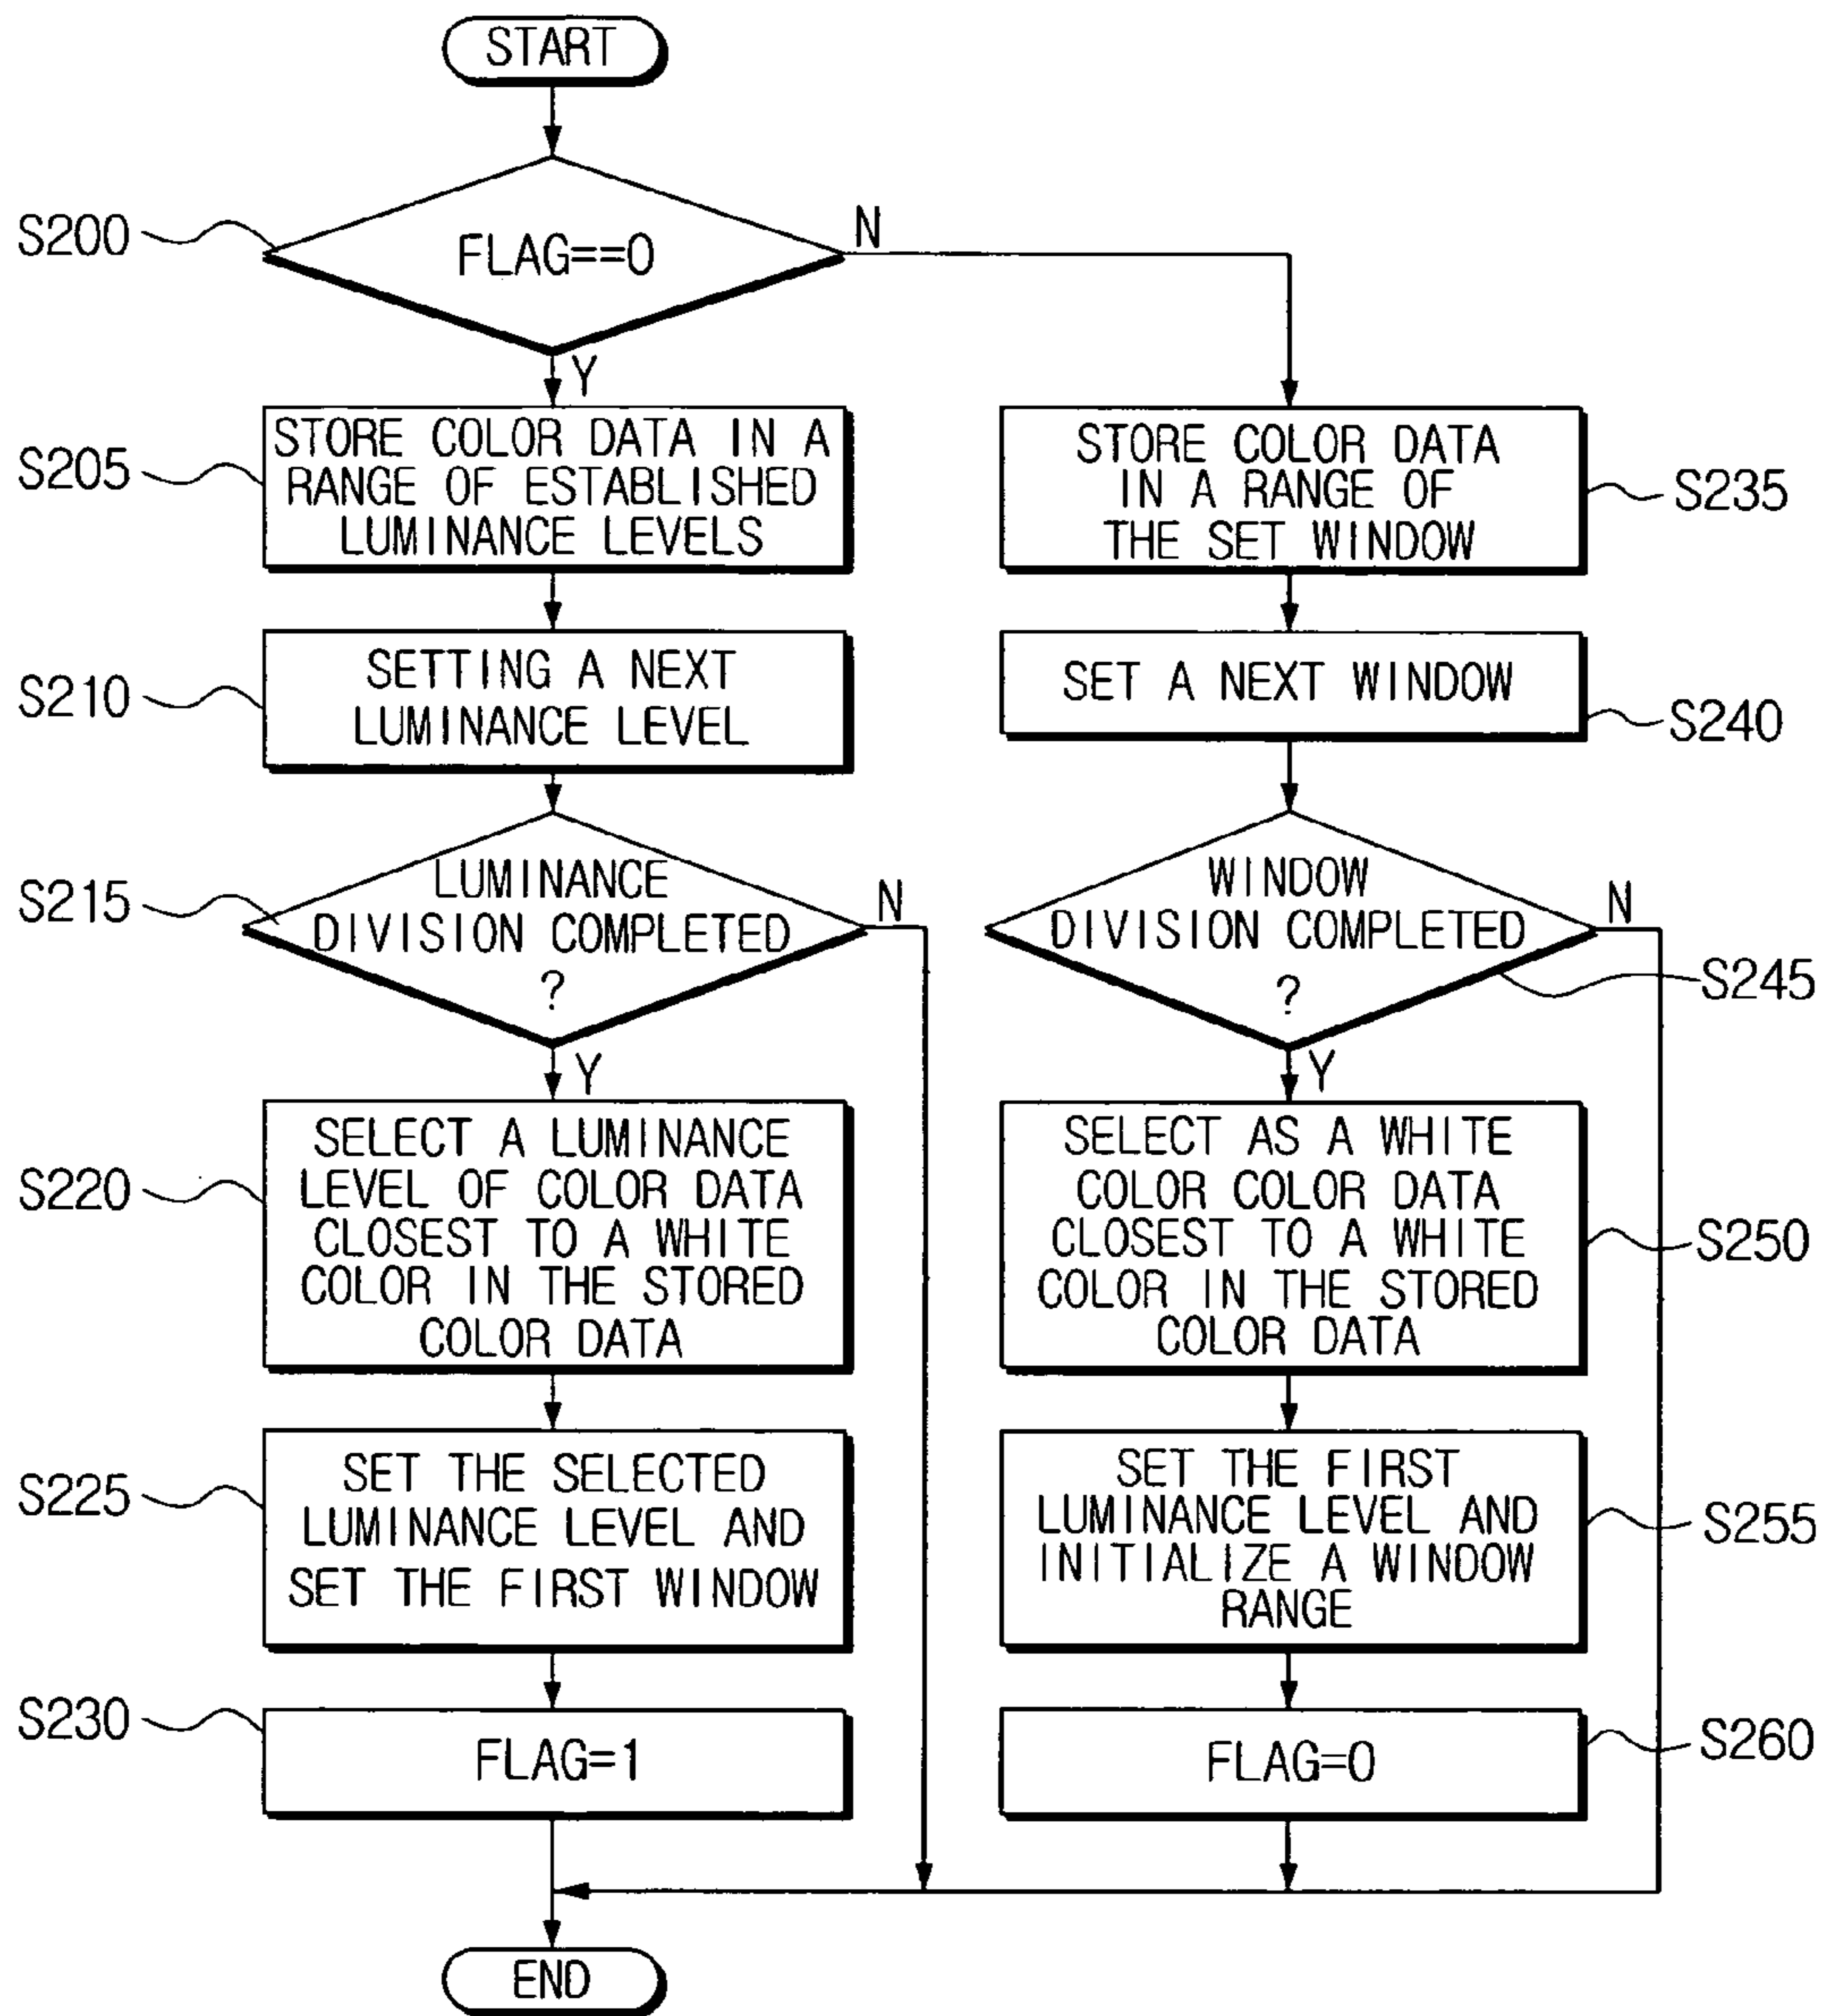 START
S200
FLAG==0
N
Y
S205
STORE COLOR DATA IN A
RANGE OF ESTABLISHED
LUMINANCE LEVELS
S210
SETTING A NEXT
LUMINANCE LEVEL
S215
LUMINANCE
DIVISION COMPLETED
?
N
Y
S220
SELECT A LUMINANCE
LEVEL OF COLOR DATA
CLOSEST TO A WHITE
COLOR IN THE STORED
COLOR DATA
S225
SET THE SELECTED
LUMINANCE LEVEL AND
SET THE FIRST WINDOW
S230
FLAG=1
STORE COLOR DATA
IN A RANGE OF
THE SET WINDOW
S235
SET A NEXT WINDOW
S240
WINDOW
DIVISION COMPLETED
?
N
S245
Y
SELECT AS A WHITE
COLOR COLOR DATA
CLOSEST TO A WHITE
COLOR IN THE STORED
COLOR DATA
S250
SET THE FIRST
LUMINANCE LEVEL AND
INITIALIZE A WINDOW
RANGE
S255
FLAG=0
S260
END